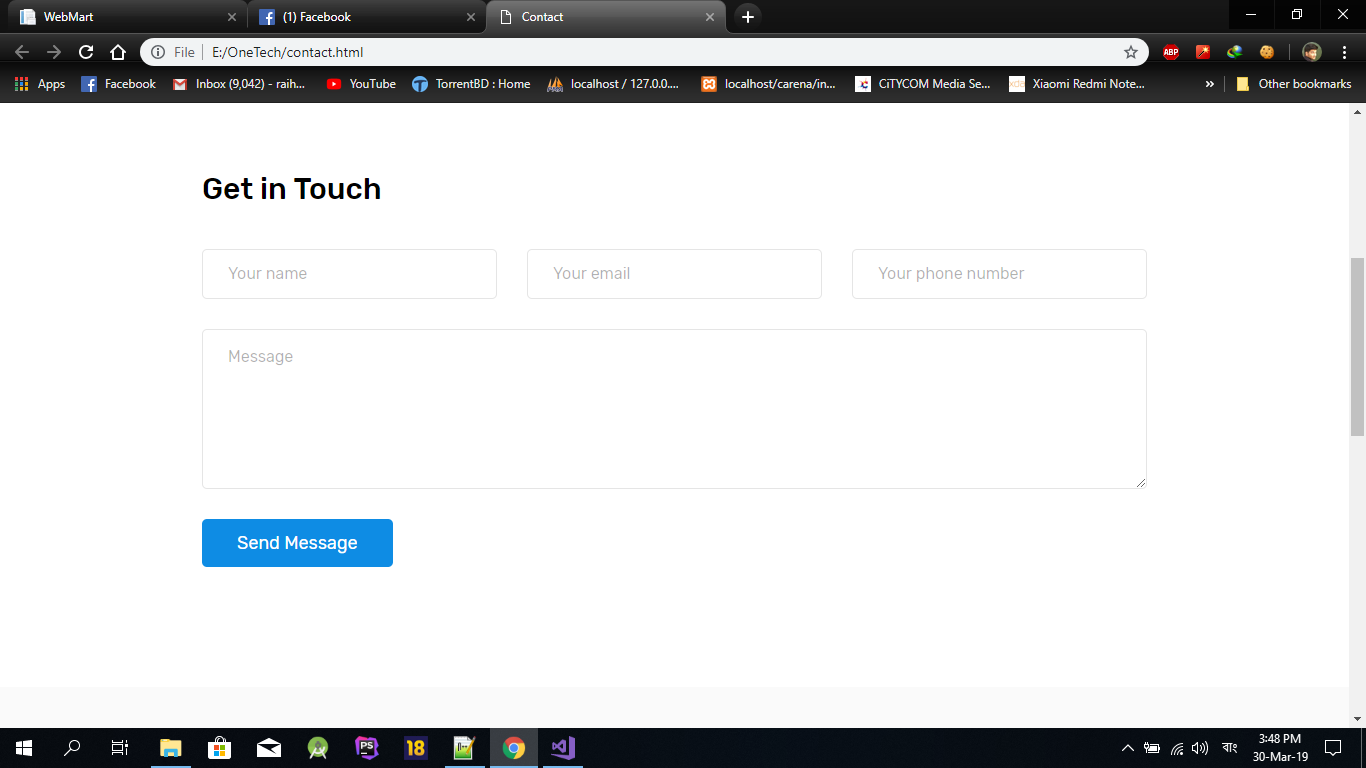 WebMart
(1) Facebook
Contact
File
E:/OneTech/contact.html
ABP
Apps
Facebook
Inbox (9,042) - raih...
YouTube
TorrentBD : Home
localhost / 127.0.0....
localhost/carena/in...
CiTYCOM Media Se...
Xiaomi Redmi Note...
»
Other bookmarks
Get in Touch
Your name
Your email
Your phone number
Message
Send Message
PS
18
বাং
3:48 PM
30-Mar-19